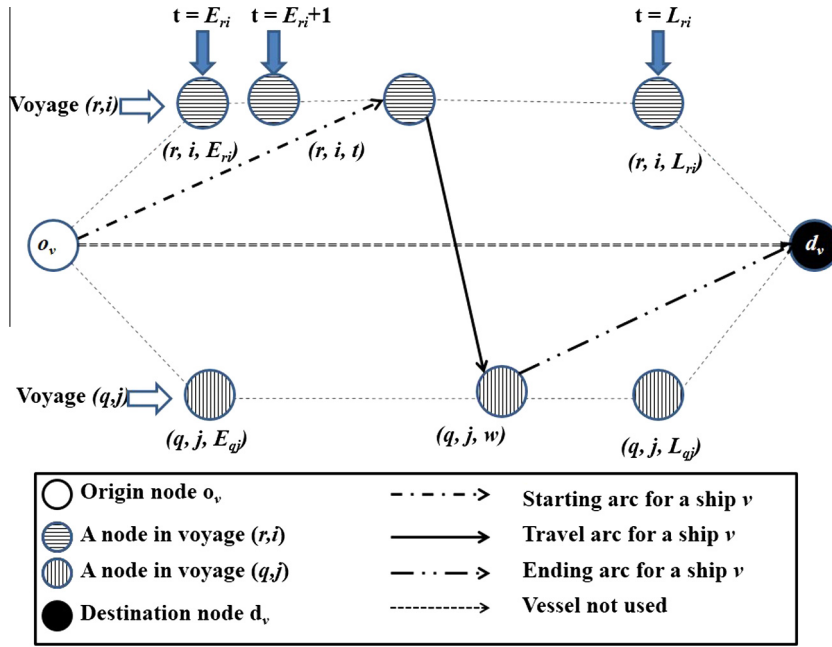 t = E_ri t = E_ri+1 t = L_ri
Voyage (r,i)
(r, i, E_ri) (r, i, t) (r, i, L_ri)
o_v d_v
Voyage (q,j)
(q, j, E_qj) (q, j, w) (q, j, L_qj)
Origin node o_v
Starting arc for a ship v
A node in voyage (r,i)
Travel arc for a ship v
A node in voyage (q,j)
Ending arc for a ship v
Destination node d_v
Vessel not used